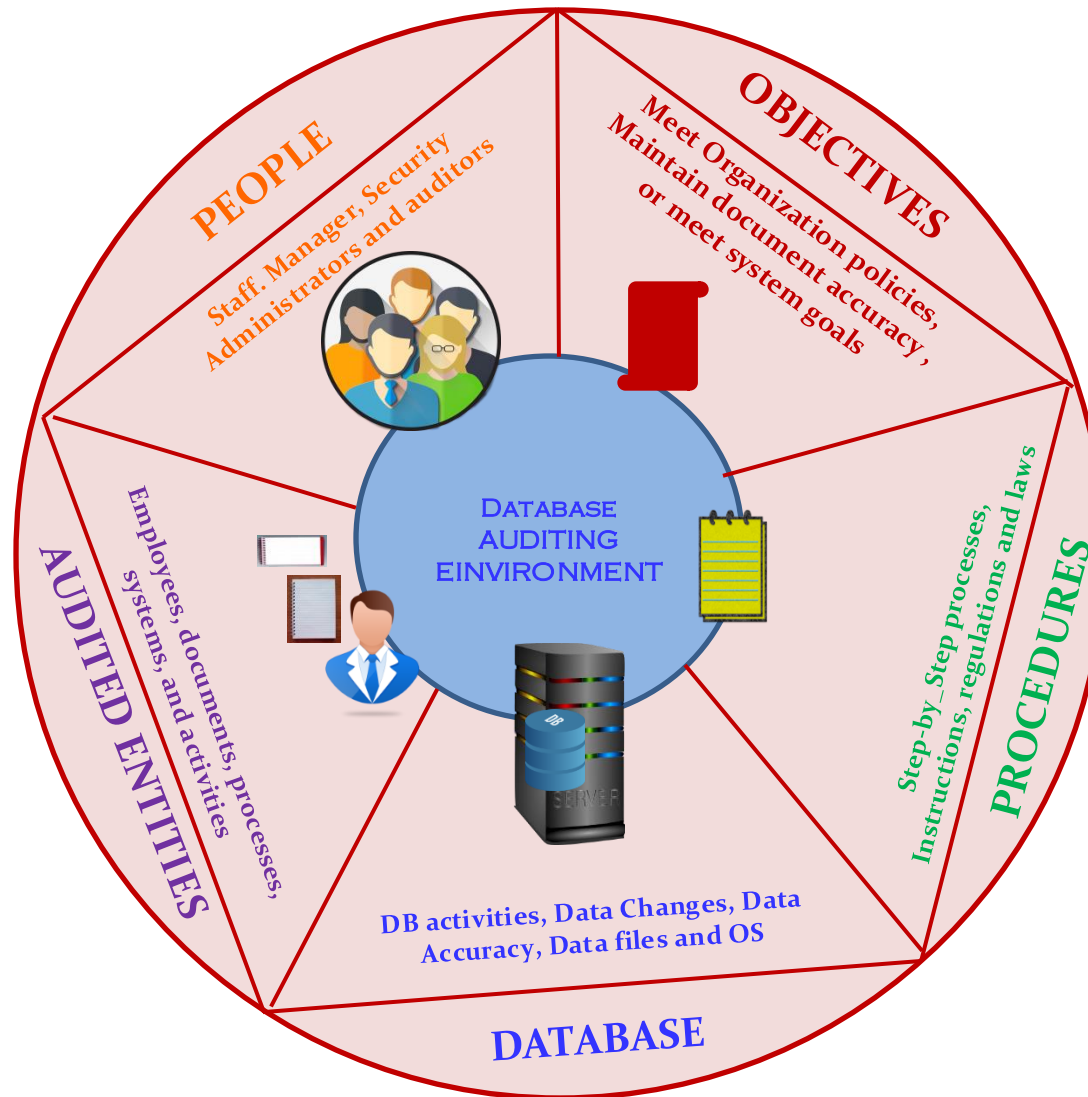 PEOPLE
Staff. Manager, Security
Administrators and auditors
OBJECTIVES
Meet Organization policies,
Maintain document accuracy,
or meet system goals
DATABASE
AUDITING
EINVIRONMENT
AUDITED ENTITIES
Employees, documents, processes,
systems, and activities
Step-by_Step processes,
Instructions, regulations and laws
PROCEDURES
DB
SERVER
DB activities, Data Changes, Data
Accuracy, Data files and OS
DATABASE